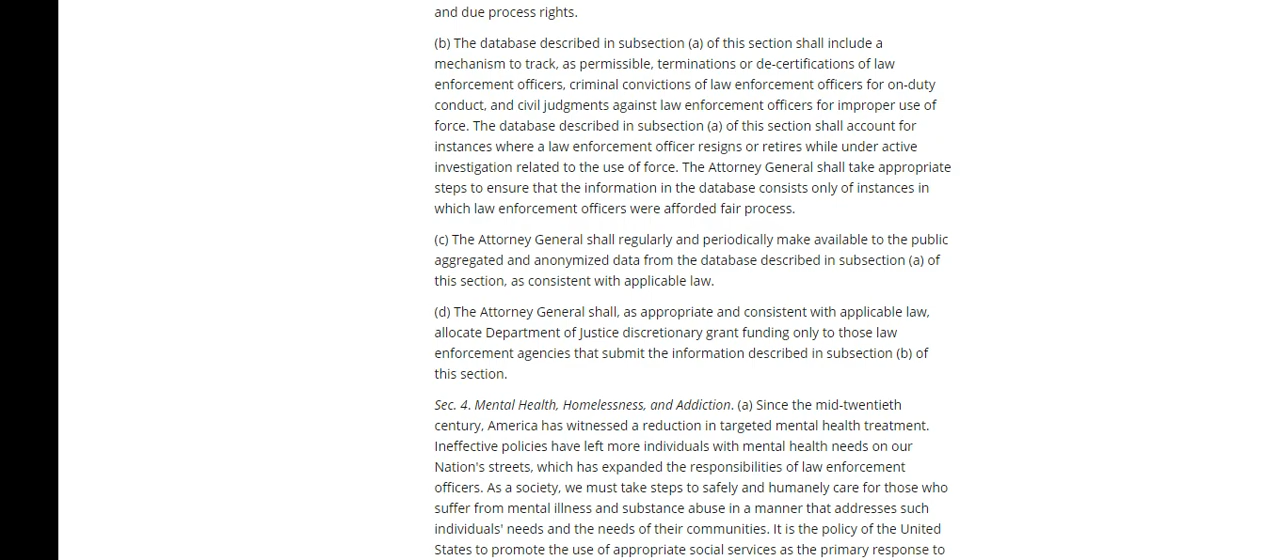 and due process rights.
(b) The database described in subsection (a) of this section shall include a
mechanism to track, as permissible, terminations or de-certifications of law
enforcement officers, criminal convictions of law enforcement officers for on-duty
conduct, and civil judgments against law enforcement officers for improper use of
force. The database described in subsection (a) of this section shall account for
instances where a law enforcement officer resigns or retires while under active
investigation related to the use of force. The Attorney General shall take appropriate
steps to ensure that the information in the database consists only of instances in
which law enforcement officers were afforded fair process.
(c) The Attorney General shall regularly and periodically make available to the public
aggregated and anonymized data from the database described in subsection (a) of
this section, as consistent with applicable law.
(d) The Attorney General shall, as appropriate and consistent with applicable law,
allocate Department of Justice discretionary grant funding only to those law
enforcement agencies that submit the information described in subsection (b) of
this section.
Sec. 4. Mental Health, Homelessness, and Addiction. (a) Since the mid-twentieth
century, America has witnessed a reduction in targeted mental health treatment.
Ineffective policies have left more individuals with mental health needs on our
Nation's streets, which has expanded the responsibilities of law enforcement
officers. As a society, we must take steps to safely and humanely care for those who
suffer from mental illness and substance abuse in a manner that addresses such
individuals' needs and the needs of their communities. It is the policy of the United
States to promote the use of appropriate social services as the primary response to